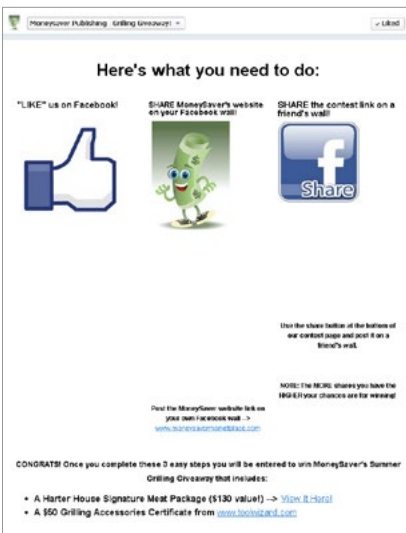 Moneysaver Publishing Grilling Giveaway!
Liked
Here's what you need to do:
"LIKE" us on Facebook!
SHARE MoneySaver's website
on your Facebook wall!
SHARE the contest link on a
friend's wall!
f
Share
Use the share button at the bottom of
our contest page and post it on a
friend's wall.
NOTE: The MORE shares you have the
HIGHER your chances are for winning!
Post the MoneySaver website link on
your own Facebook wall -->
www.moneysavermarketplace.com
CONGRATS! Once you complete these 3 easy steps you will be entered to win MoneySaver's Summer
Grilling Giveaway that includes:
• A Harter House Signature Meat Package ($130 value!) --> View it Here!
• A $50 Grilling Accessories Certificate from www.toolwizard.com